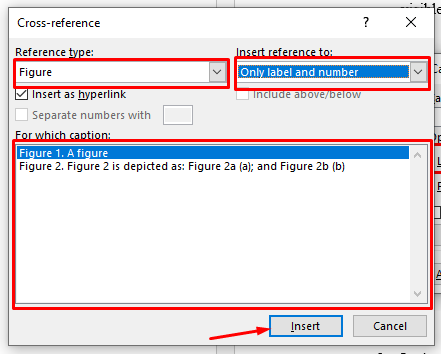 Cross-reference
Reference type:
Insert reference to:
Figure
Only label and number
Insert as hyperlink
Include above/below
Separate numbers with
For which caption:
Figure 1. A figure
Figure 2. Figure 2 is depicted as: Figure 2a (a); and Figure 2b (b)
Insert
Cancel